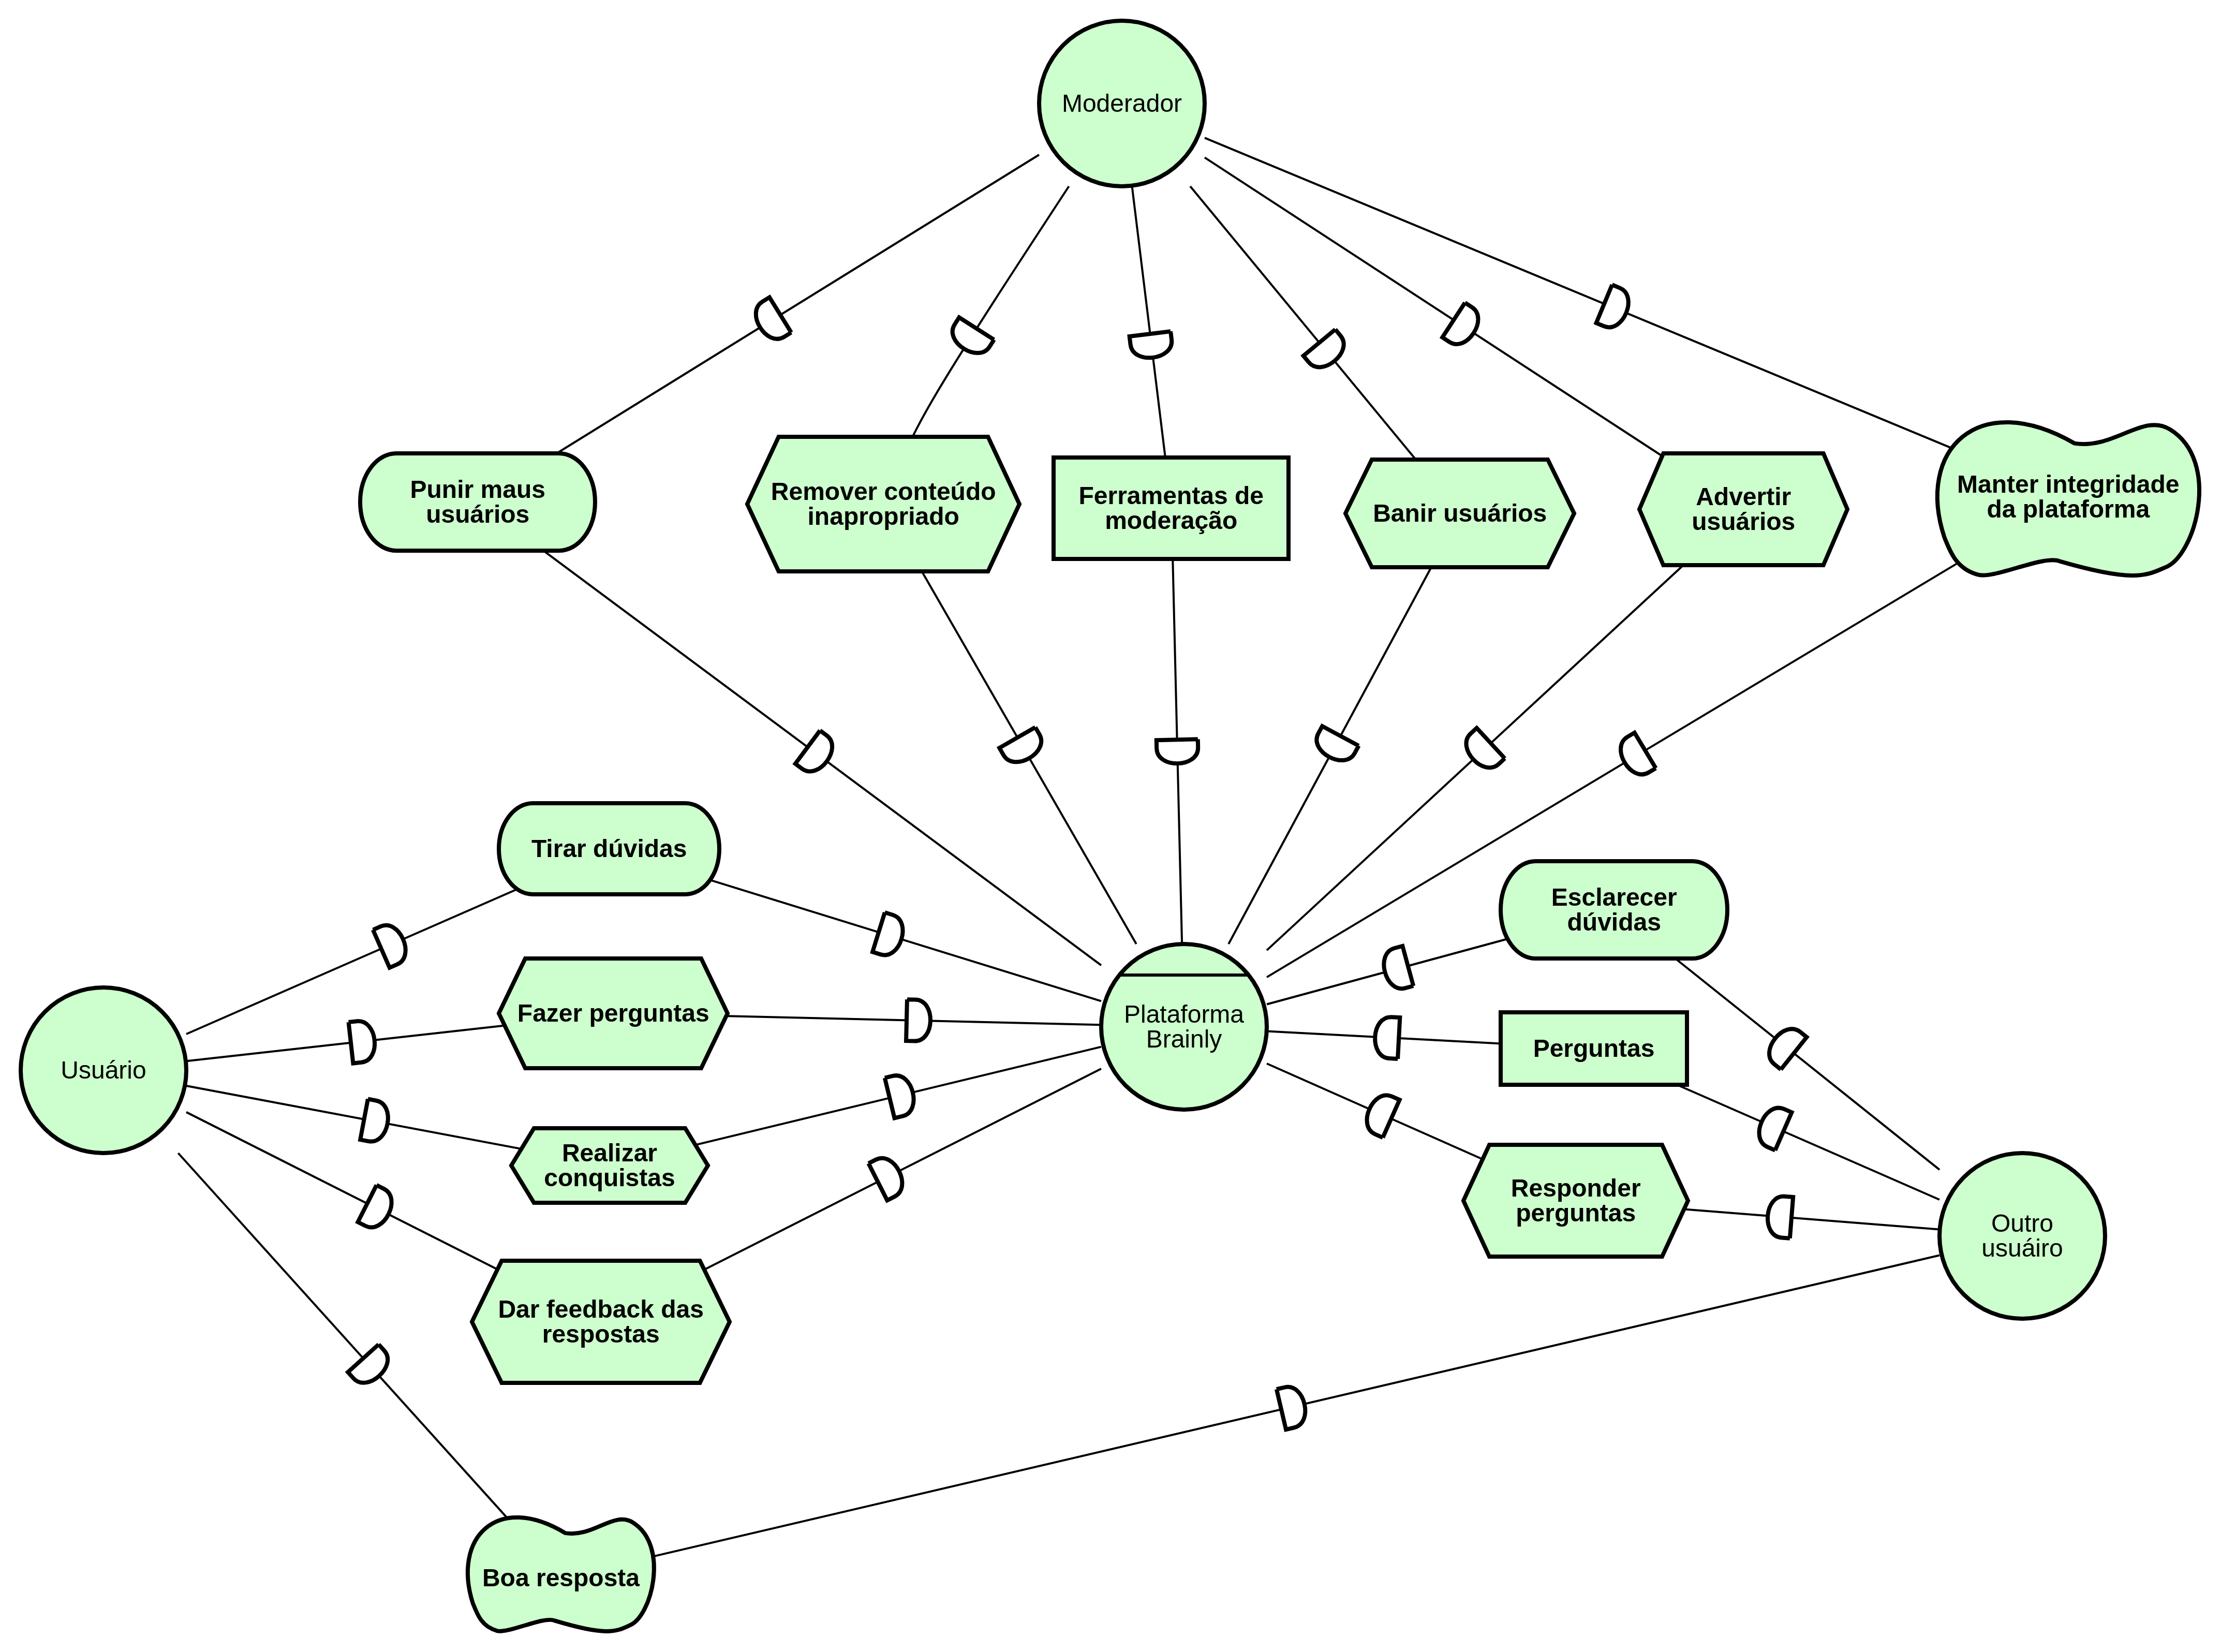 Moderador
Punir maus
usuários
Remover conteúdo
inapropriado
Ferramentas de
moderação
Banir usuários
Advertir
usuários
Manter integridade
da plataforma
Tirar dúvidas
Esclarecer
dúvidas
Fazer perguntas
Plataforma
Brainly
Perguntas
Usuário
Realizar
conquistas
Responder
perguntas
Outro
usuáiro
Dar feedback das
respostas
Boa resposta